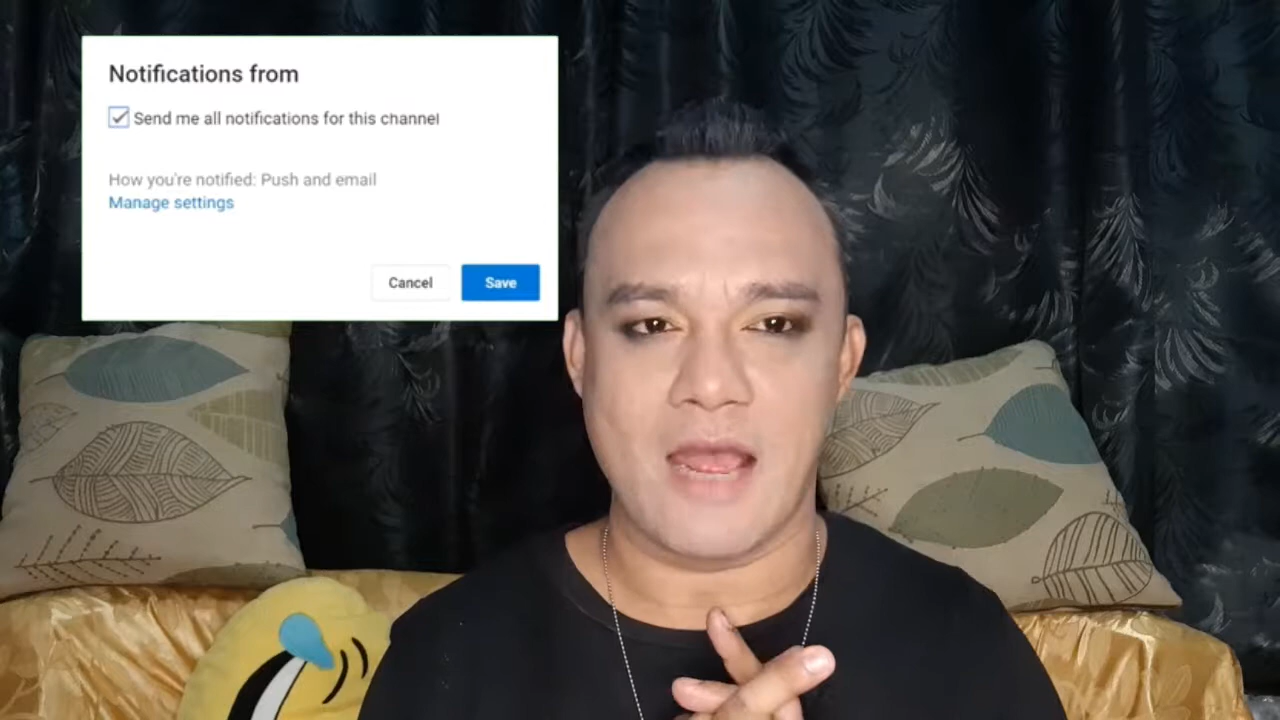 Notifications from
Send me all notifications for this channel
How you're notified: Push and email
Manage settings
Cancel
Save